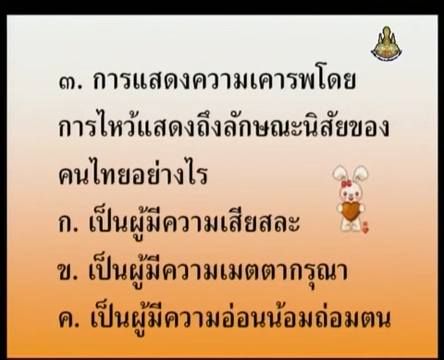 ๓. การแสดงความเคารพโดย
การไหว้แสดงถึงลักษณะนิสัยของ
คนไทยอย่างไร
ก. เป็นผู้มีความเสียสละ
ข. เป็นผู้มีความเมตตากรุณา
ค. เป็นผู้มีความอ่อนน้อมถ่อมตน